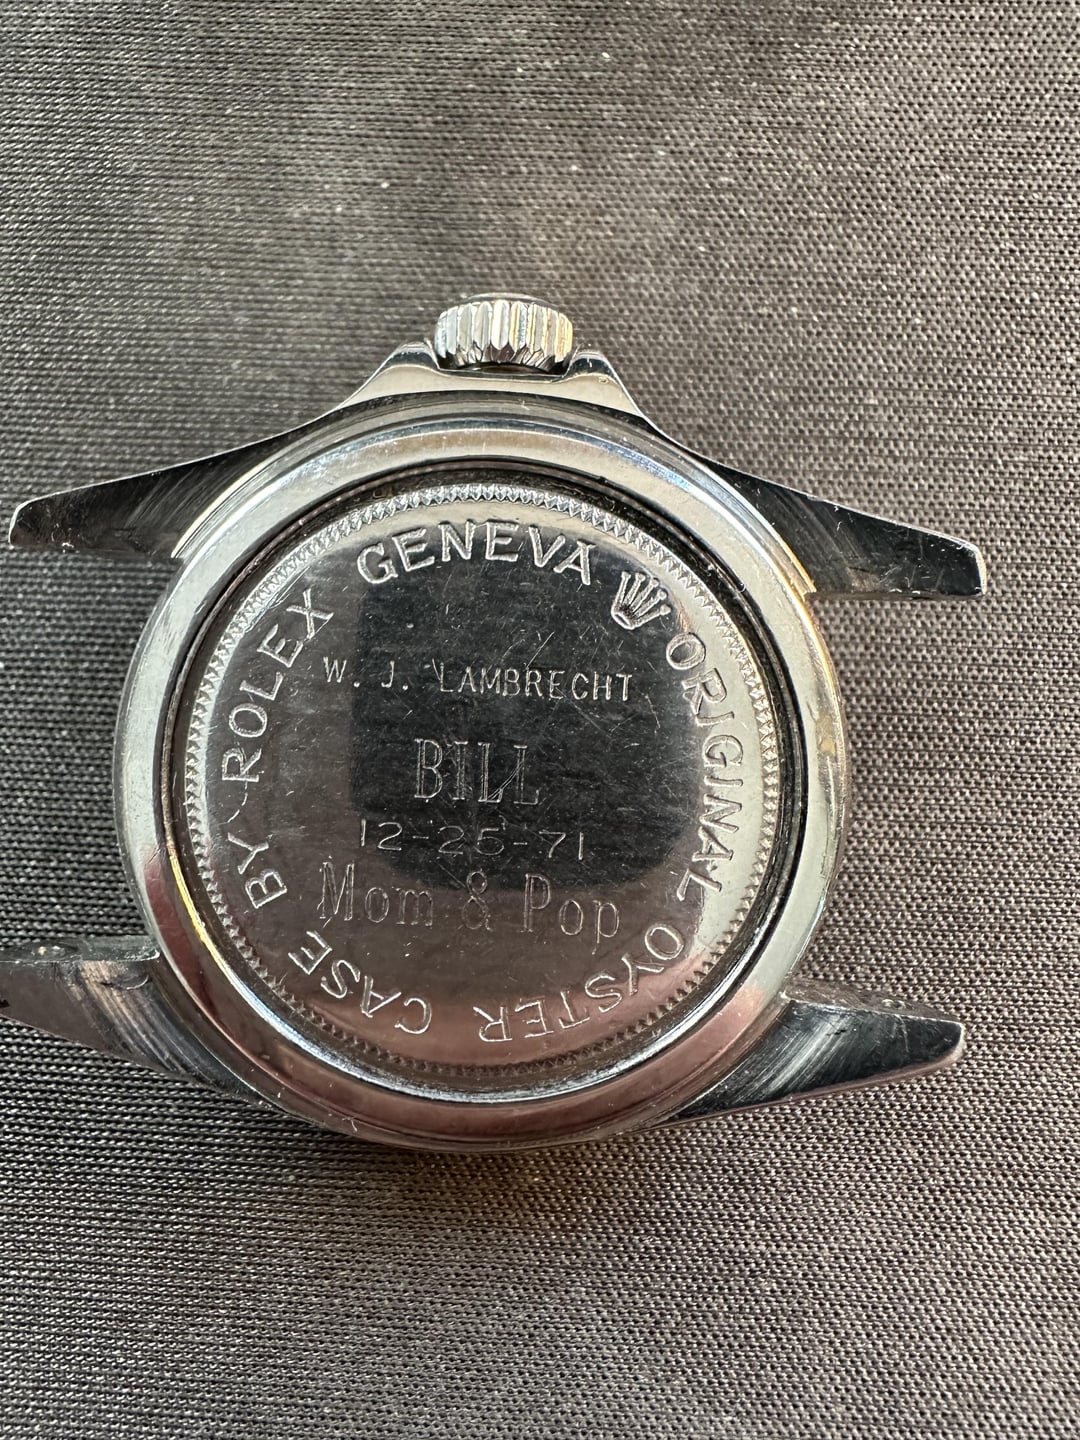 ORIGINAL OYSTER CASE BY ROLEX GENEVA
W. J. LAMBRECHT
BILL
12-25-71
Mom & Pop